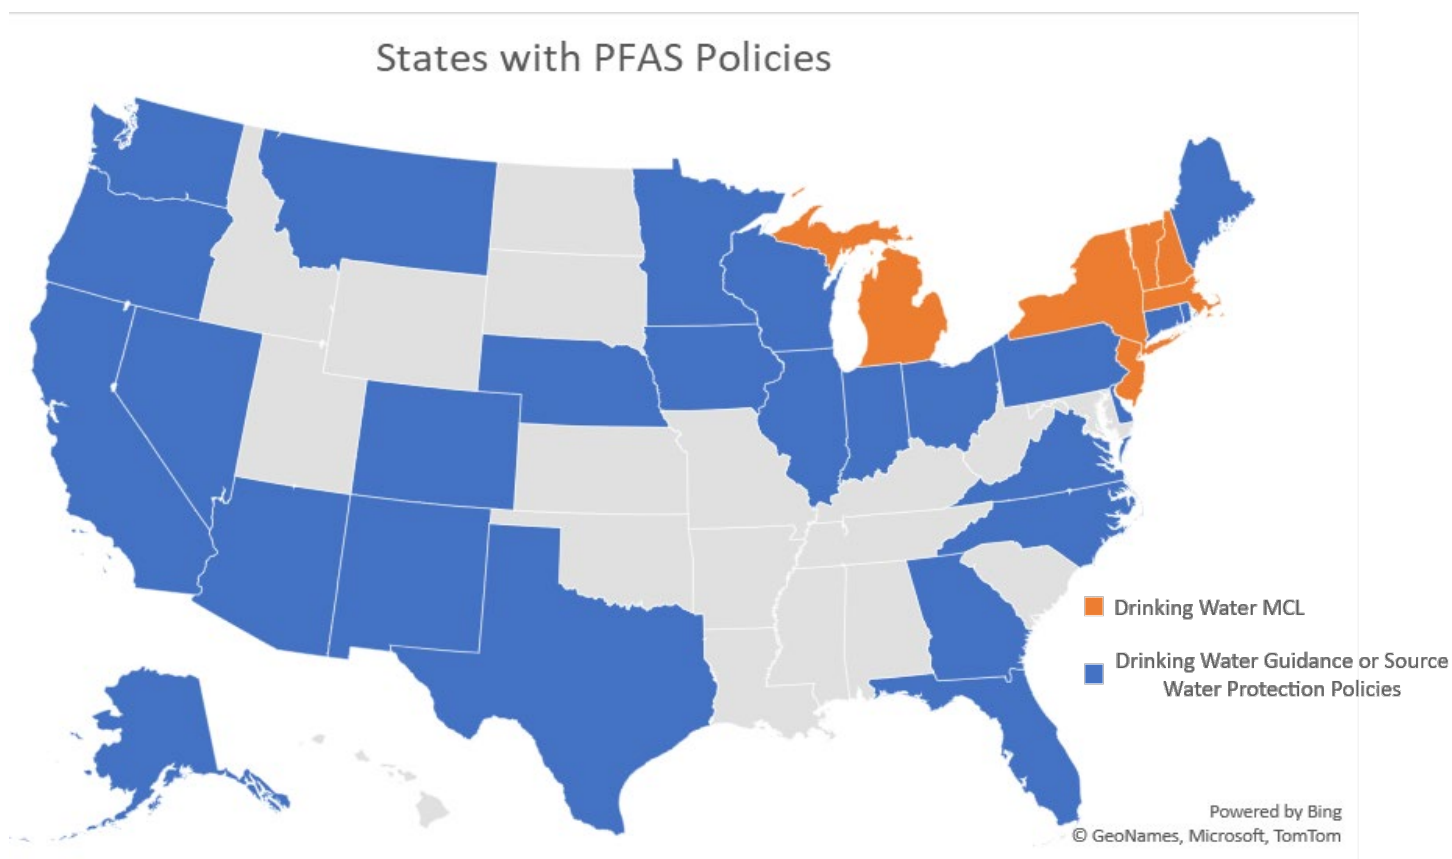 States with PFAS Policies
Drinking Water MCL
Drinking Water Guidance or Source
Water Protection Policies
Powered by Bing
© GeoNames, Microsoft, TomTom